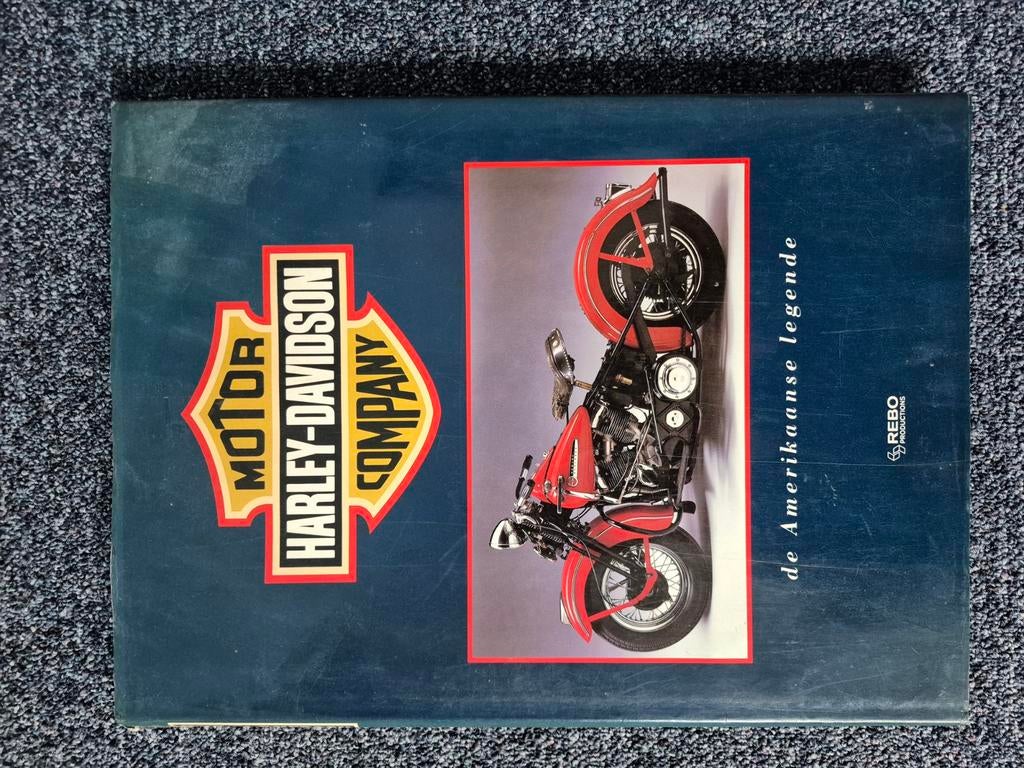 MOTOR
HARLEY-DAVIDSON
COMPANY
de Amerikaanse legende
REBO
PRODUCTIONS